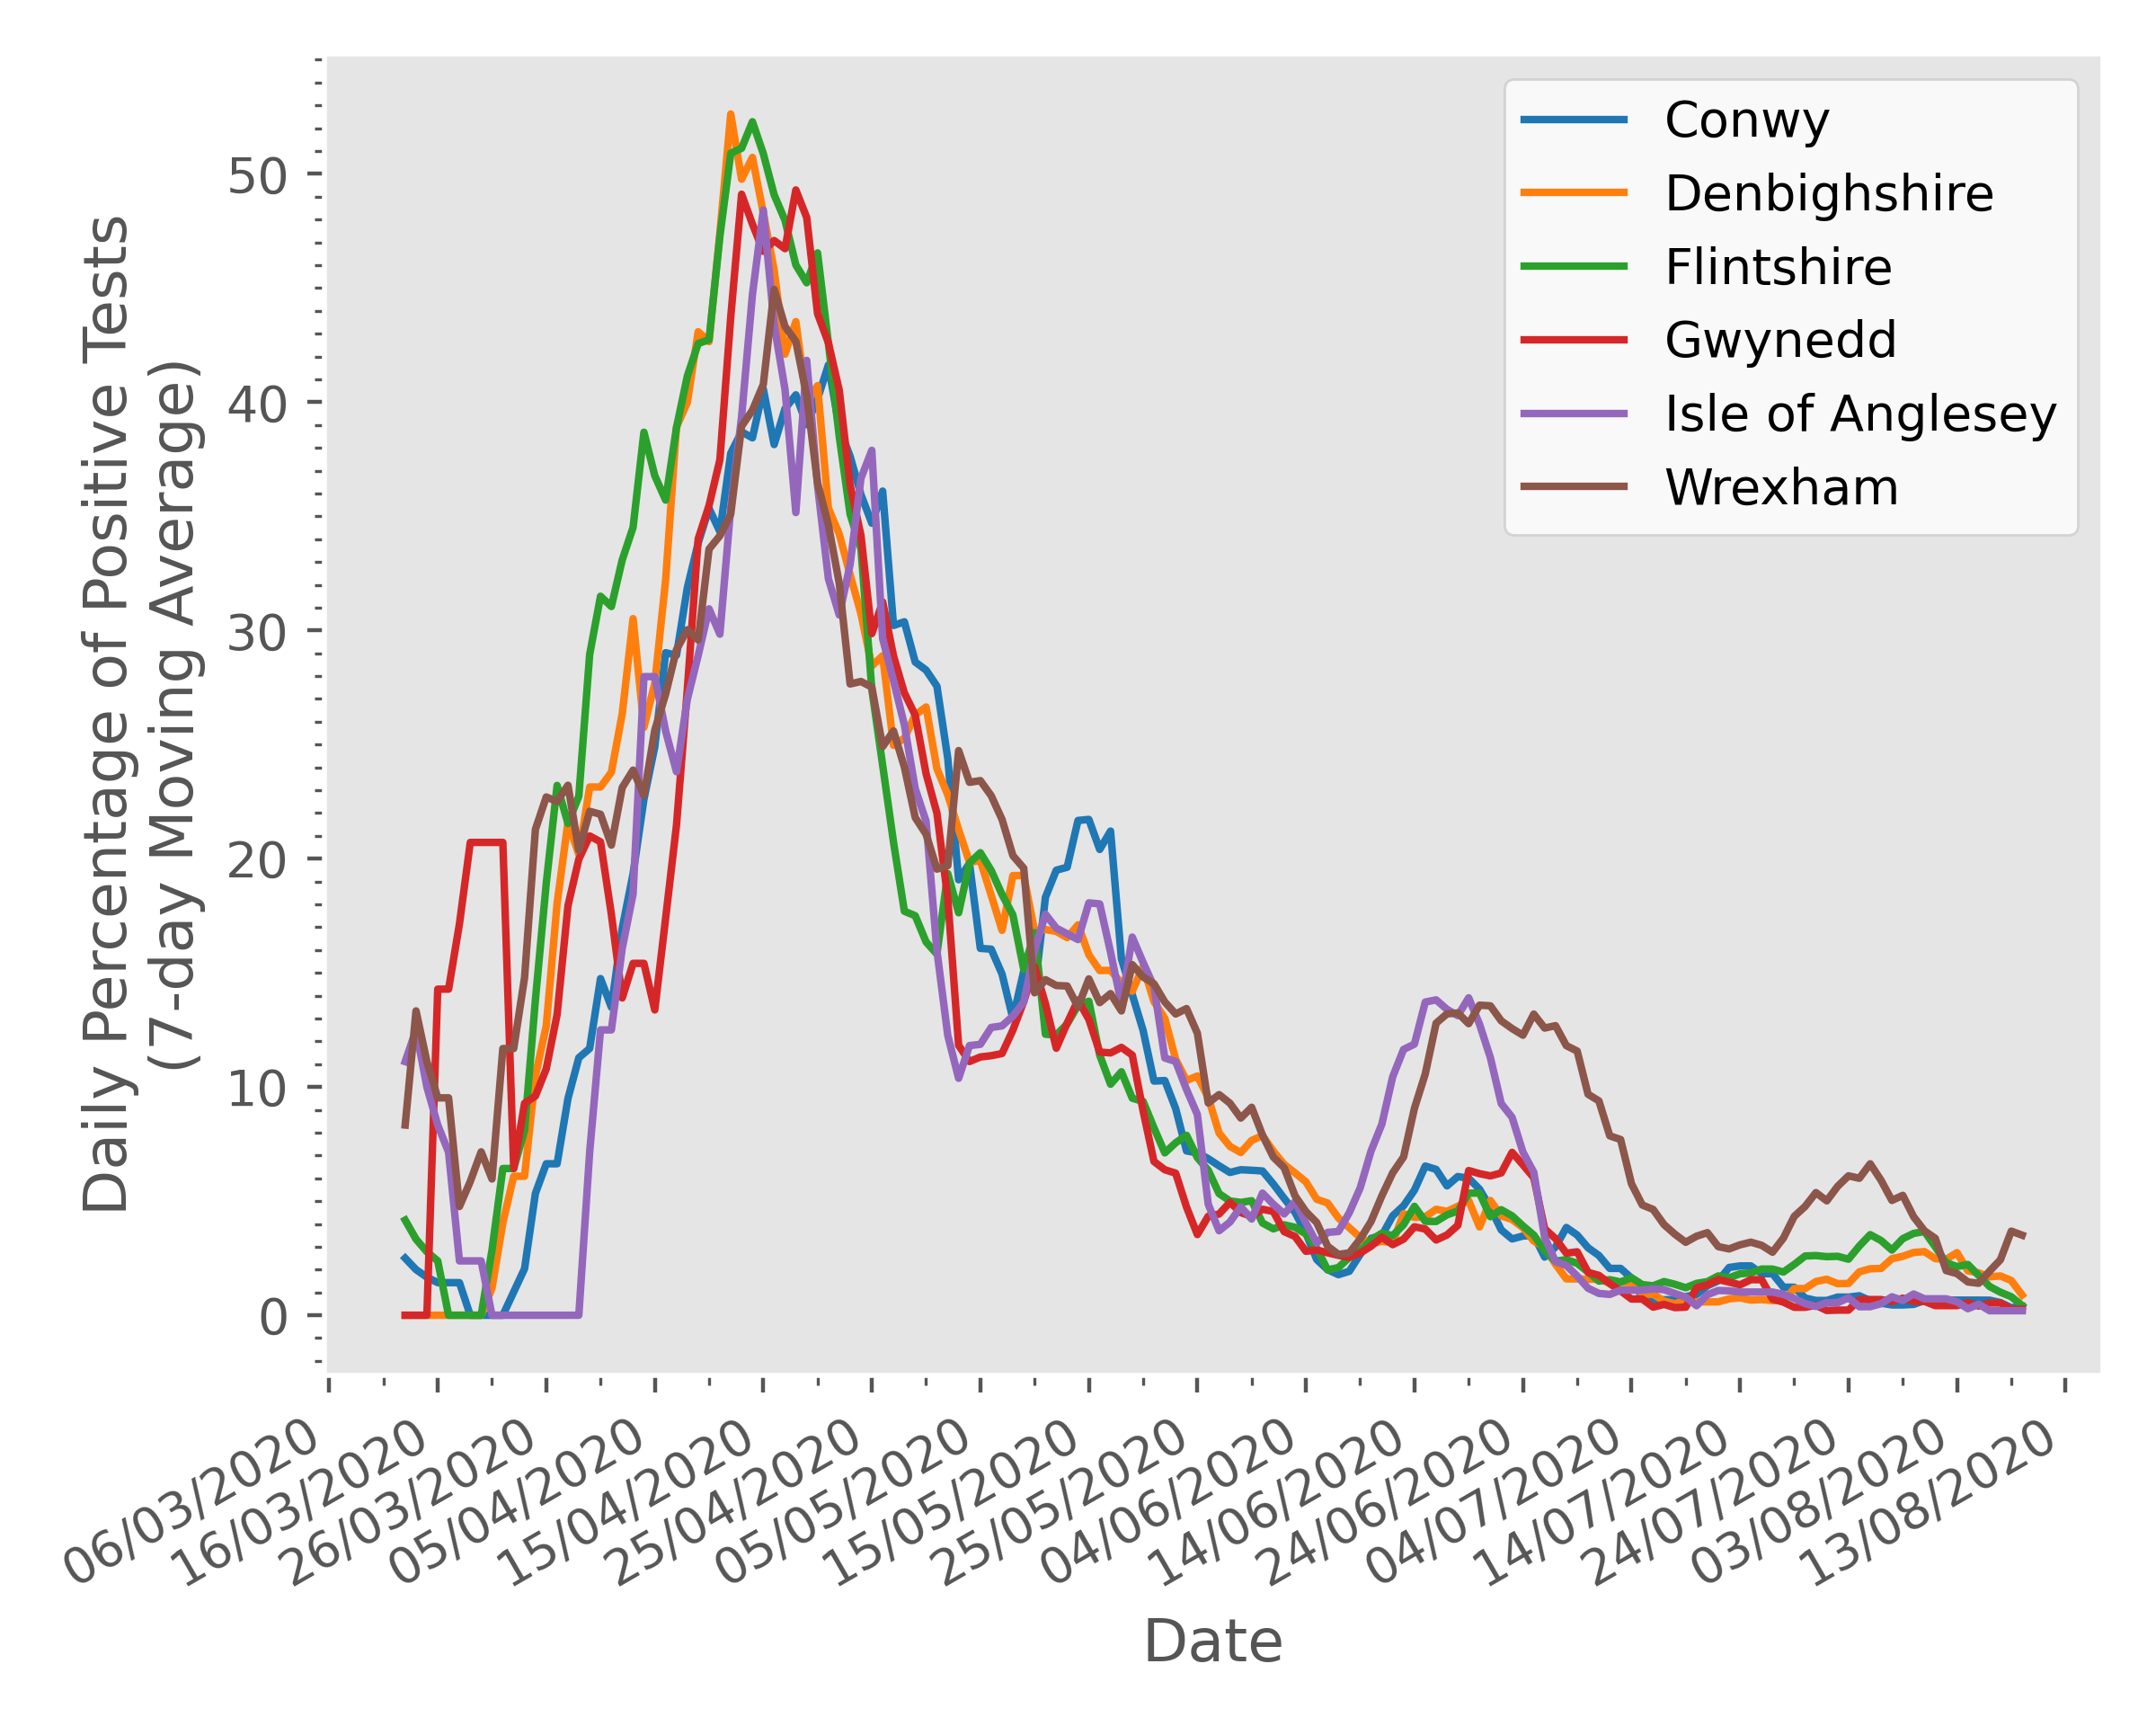 Daily Percentage of Positive Tests
(7-day Moving Average)
50
40
30
20
10
0
Conwy
Denbighshire
Flintshire
Gwynedd
Isle of Anglesey
Wrexham
06/03/2020
16/03/2020
26/03/2020
05/04/2020
15/04/2020
25/04/2020
05/05/2020
15/05/2020
25/05/2020
04/06/2020
14/06/2020
24/06/2020
04/07/2020
14/07/2020
24/07/2020
03/08/2020
13/08/2020
Date